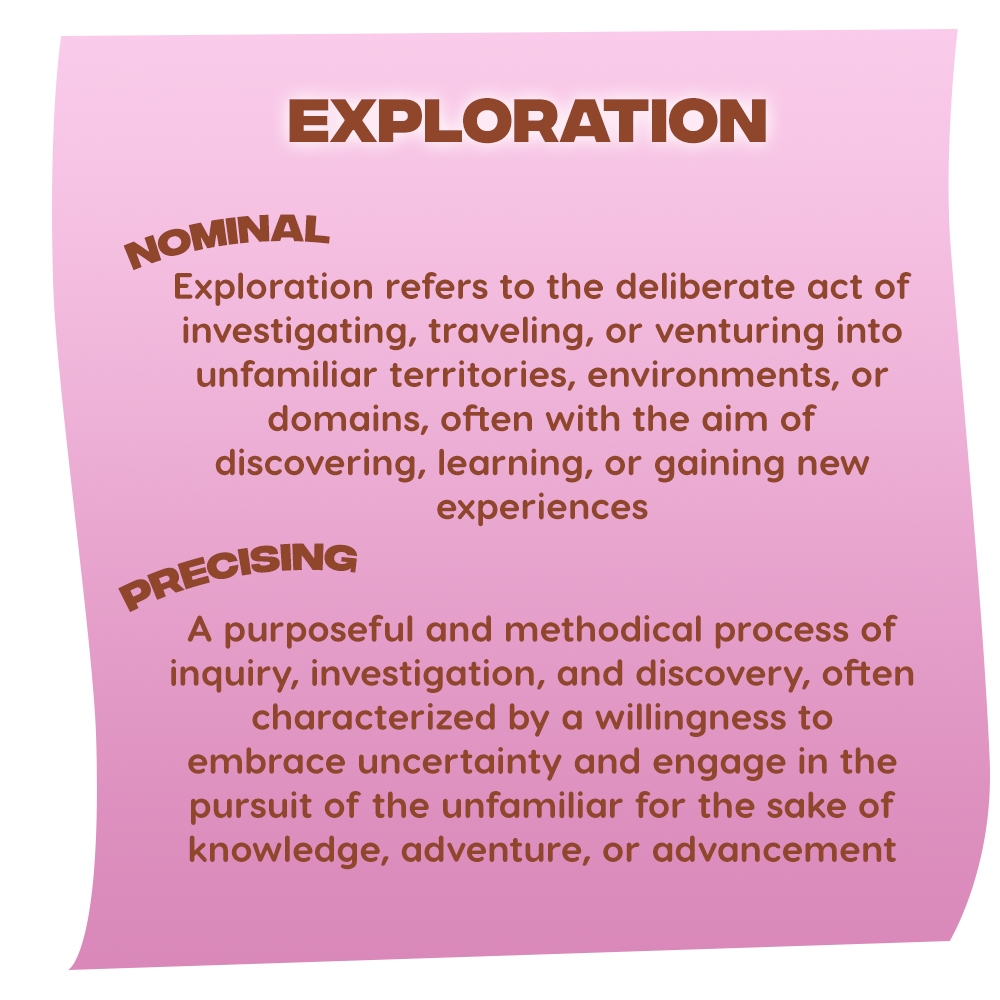 EXPLORATION
NOMINAL
Exploration refers to the deliberate act of
investigating, traveling, or venturing into
unfamiliar territories, environments, or
domains, often with the aim of
discovering, learning, or gaining new
experiences
PRECISING
A purposeful and methodical process of
inquiry, investigation, and discovery, often
characterized by a willingness to
embrace uncertainty and engage in the
pursuit of the unfamiliar for the sake of
knowledge, adventure, or advancement